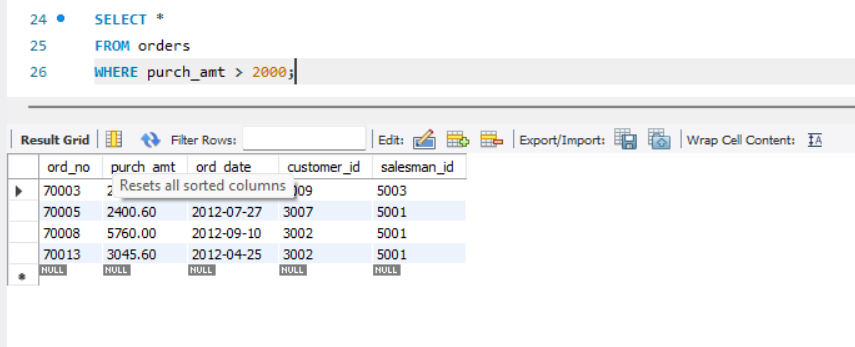 24 SELECT *
25 FROM orders
26 WHERE purch_amt > 2000;
Result Grid Filter Rows: Edit: Export/Import: Wrap Cell Content: IA
ord_no purch_amt ord_date customer_id salesman_id
70003 2 009 5003
Resets all sorted columns
70005 2400.60 2012-07-27 3007 5001
70008 5760.00 2012-09-10 3002 5001
70013 3045.60 2012-04-25 3002 5001
NULL NULL NULL NULL NULL